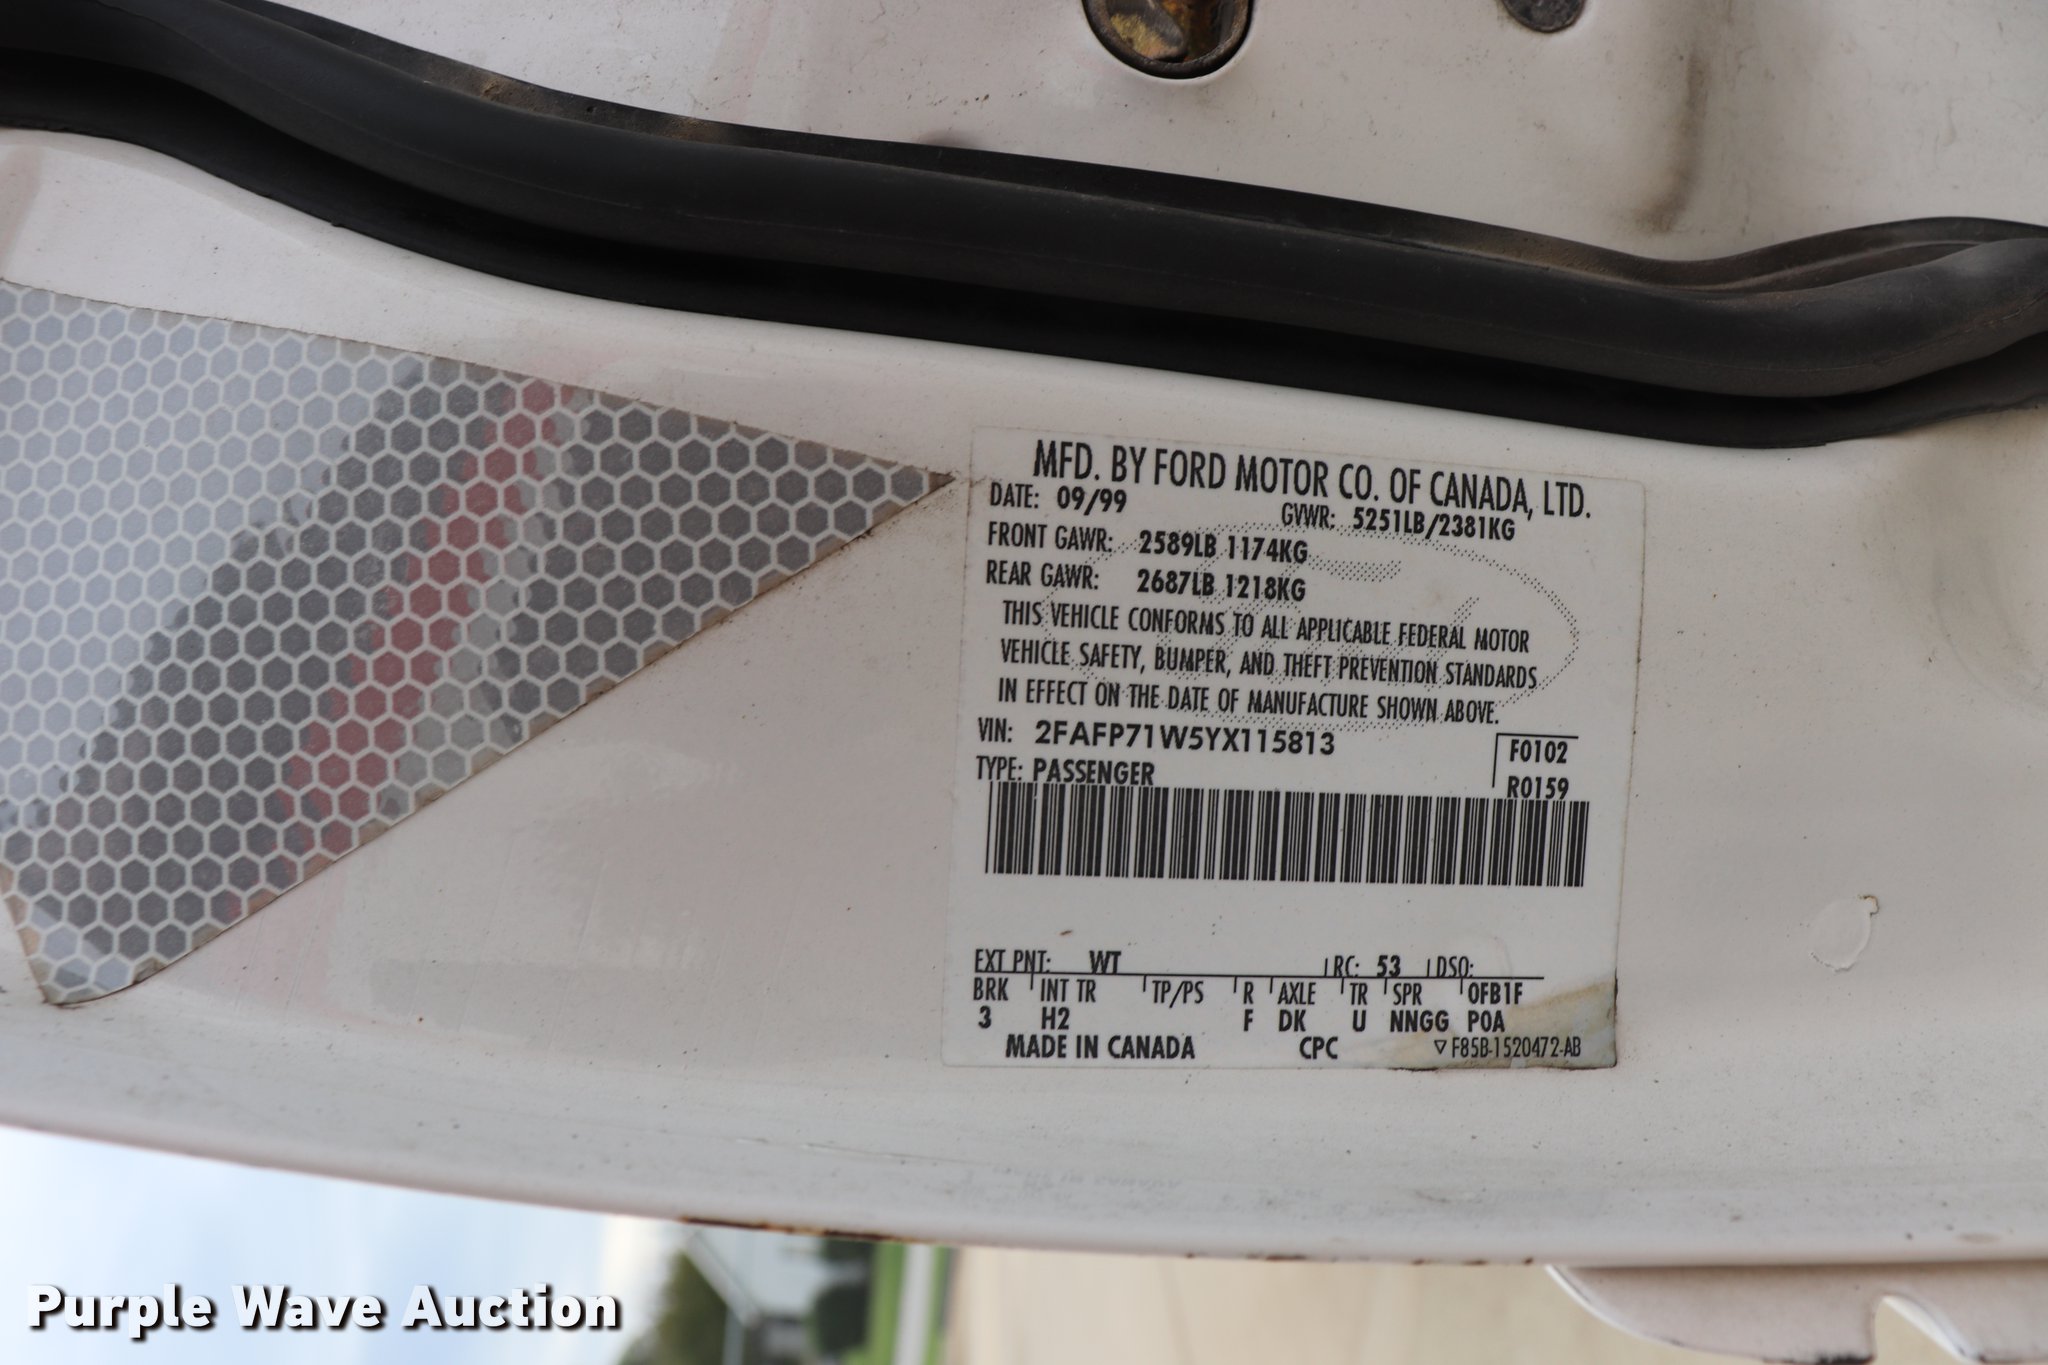 MFD. BY FORD MOTOR CO. OF CANADA, LTD.
DATE: 09/99 GVWR: 5251LB/2381KG
FRONT GAWR: 2589LB 1174KG
REAR GAWR: 2687LB 1218KG
THIS VEHICLE CONFORMS TO ALL APPLICABLE FEDERAL MOTOR
VEHICLE SAFETY, BUMPER, AND THEFT PREVENTION STANDARDS
IN EFFECT ON THE DATE OF MANUFACTURE SHOWN ABOVE.
VIN: 2FAFP71W5YX115813 F0102
TYPE: PASSENGER R0159
EXT PNT: WT RC: 53 DSO:
BRK INT TR TP/PS R AXLE TR SPR 0FB1F
3 H2 F DK U NNGG P0A
MADE IN CANADA CPC ▽ F85B-1520472-AB
Purple Wave Auction